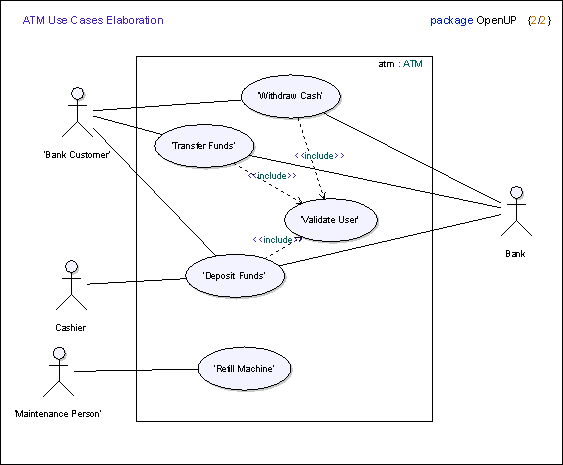 ATM Use Cases Elaboration
package OpenUP {2/2}
atm : ATM
'Withdraw Cash'
'Transfer Funds'
'Bank Customer'
<<include>>
<<include>>
'Validate User'
<<include>>
Bank
'Deposit Funds'
Cashier
'Refill Machine'
'Maintenance Person'